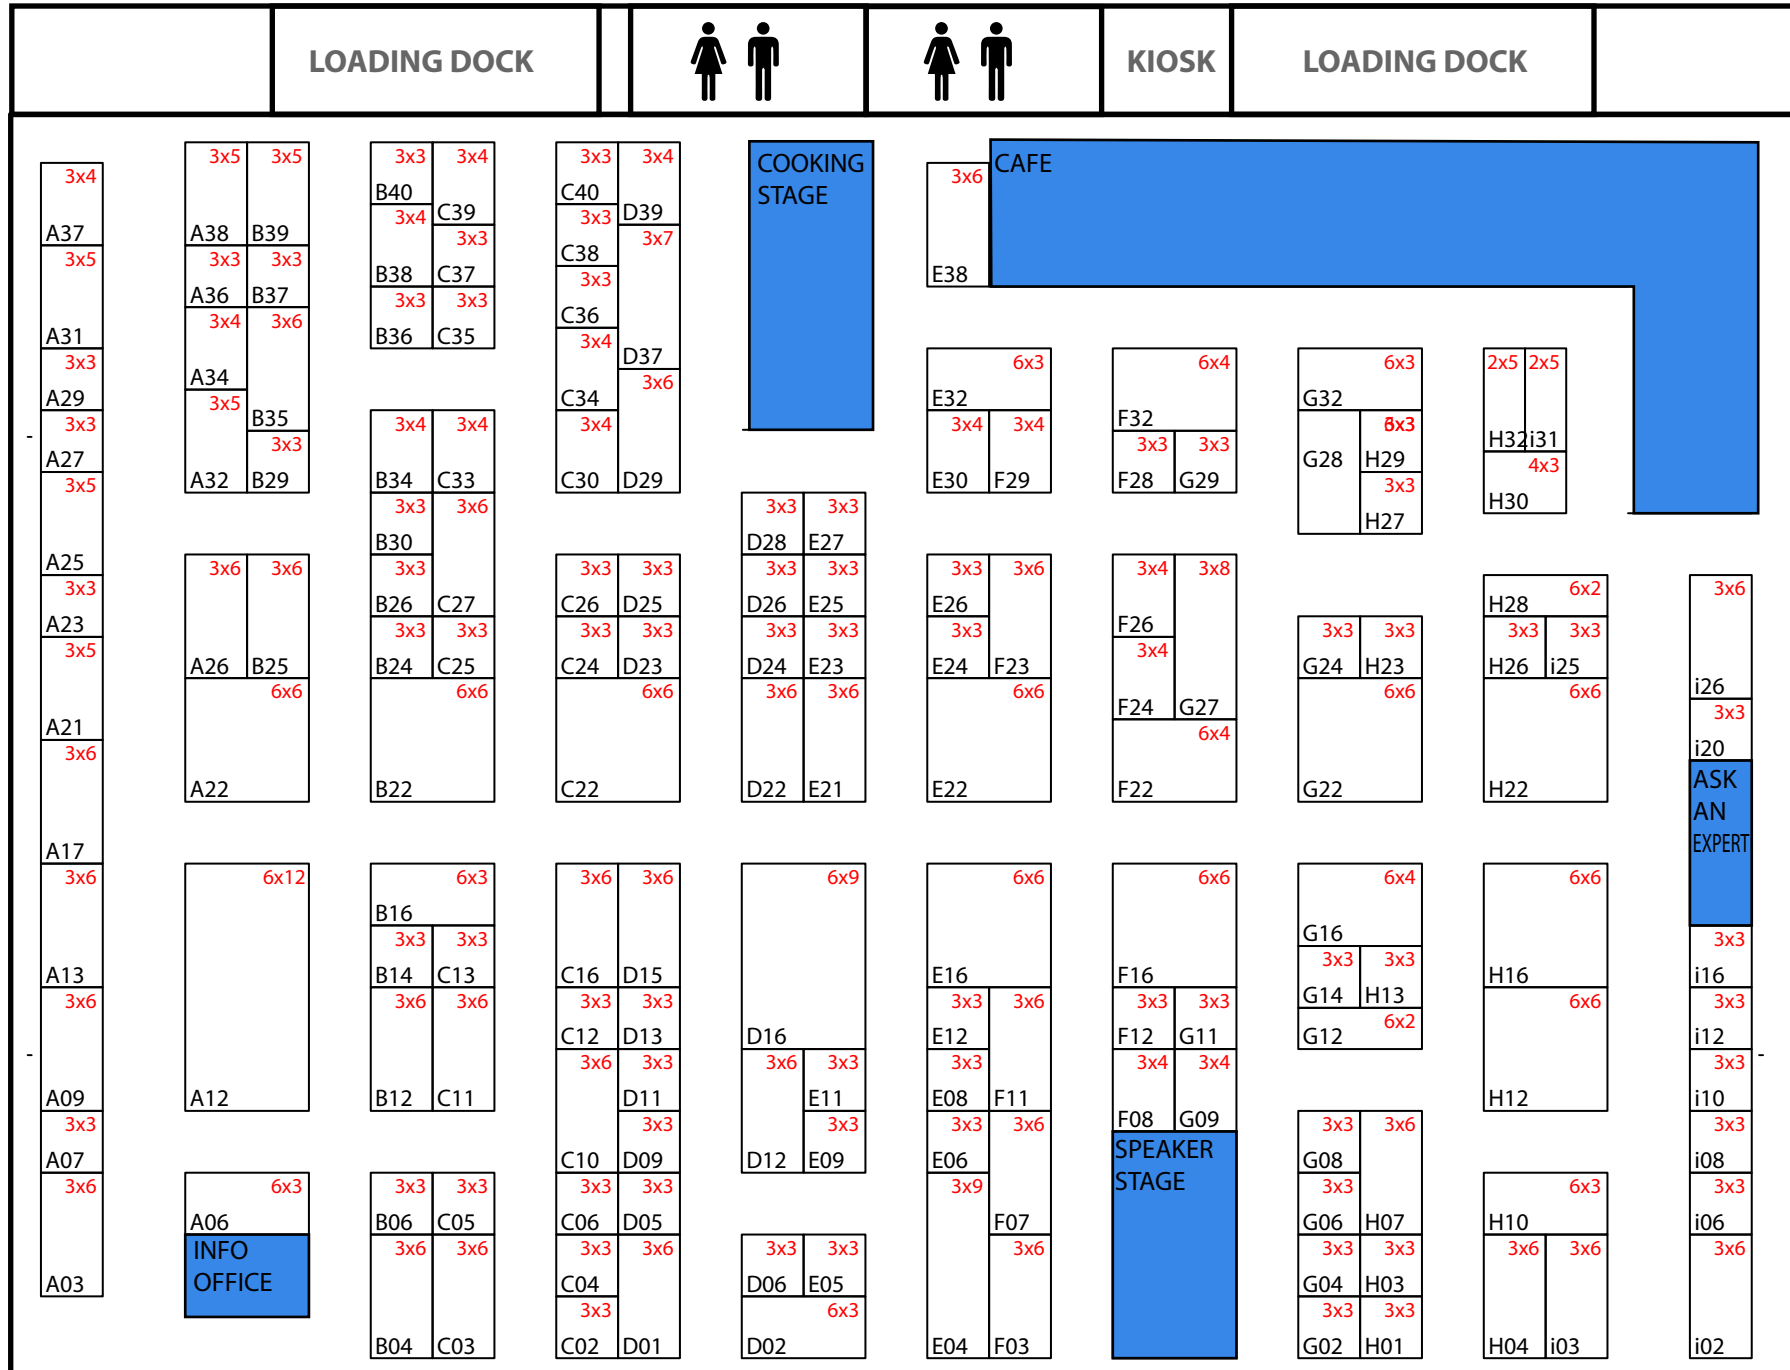 LOADING DOCK
KIOSK
LOADING DOCK
3x4
A37
3x5
A31
3x3
A29
3x3
A27
3x5
A25
3x3
A23
3x5
A21
3x6
A17
3x6
A13
3x6
A09
3x3
A07
3x6
A03
3x5 3x5
A38 B39
3x3 3x3
A36 B37
3x4 3x6
A34
3x5
B35
3x3
A32 B29
3x6 3x6
A26 B25
6x6
A22
6x12
A12
6x3
A06
INFO
OFFICE
3x3 3x4
B40
C39
3x4
3x3
B38 C37
3x3 3x3
B36 C35
3x4 3x4
B34 C33
3x3 3x6
B30
3x3
B26 C27
3x3 3x3
B24 C25
6x6
B22
6x3
B16
3x3 3x3
B14 C13
3x6 3x6
B12 C11
3x3 3x3
B06 C05
3x6 3x6
B04 C03
3x3 3x4
C40
D39
3x3
3x7
C38
3x3
C36
3x4
D37
3x6
C34
3x4
C30 D29
3x3 3x3
C26 D25
3x3 3x3
C24 D23
6x6
C22
3x6 3x6
C16 D15
3x3 3x3
C12 D13
3x6 3x3
D11
3x3
C10 D09
3x3 3x3
C06 D05
3x3 3x6
C04
3x3
C02 D01
COOKING
STAGE
3x3 3x3
D28 E27
3x3 3x3
D26 E25
3x3 3x3
D24 E23
3x6 3x6
D22 E21
6x9
D16
3x6 3x3
E11
3x3
D12 E09
3x3 3x3
D06 E05
6x3
D02
3x6
E38
CAFE
6x3
E32
3x4 3x4
E30 F29
3x3 3x6
E26
3x3
E24 F23
6x6
E22
6x6
E16
3x3 3x6
E12
3x3
E08 F11
3x3 3x6
E06
3x9
F07
3x6
E04 F03
6x4
F32
3x3 3x3
F28 G29
3x4 3x8
F26
3x4
F24 G27
6x4
F22
6x6
F16
3x3 3x3
F12 G11
3x4 3x4
F08 G09
SPEAKER
STAGE
6x3
G32
G28 H29
3x3
H27
3x3 3x3
G24 H23
6x6
G22
6x4
G16
3x3 3x3
G14 H13
6x2
G12
3x3 3x6
G08
3x3
G06 H07
3x3 3x3
G04 H03
3x3 3x3
G02 H01
2x5 2x5
H32 i31
4x3
H30
6x2
H28
3x3 3x3
H26 i25
6x6
H22
6x6
H16
6x6
H12
6x3
H10
3x6 3x6
H04 i03
3x6
i26
3x3
i20
ASK
AN
EXPERT
3x3
i16
3x3
i12
3x3
i10
3x3
i08
3x3
i06
3x6
i02